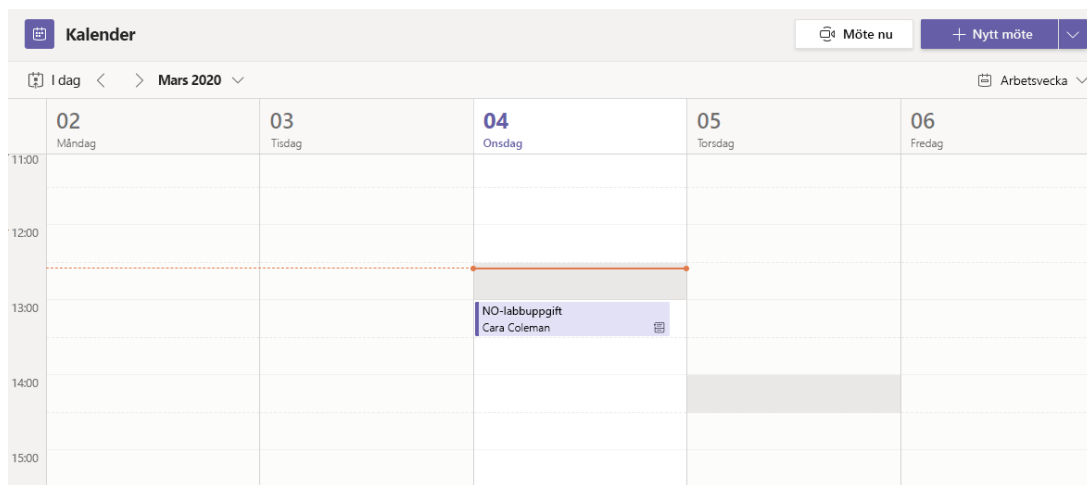 Kalender
Möte nu
Nytt möte
I dag
Mars 2020
Arbetsvecka
02
Måndag
03
Tisdag
04
Onsdag
05
Torsdag
06
Fredag
11:00
12:00
13:00
NO-labbuppgift
Cara Coleman
14:00
15:00